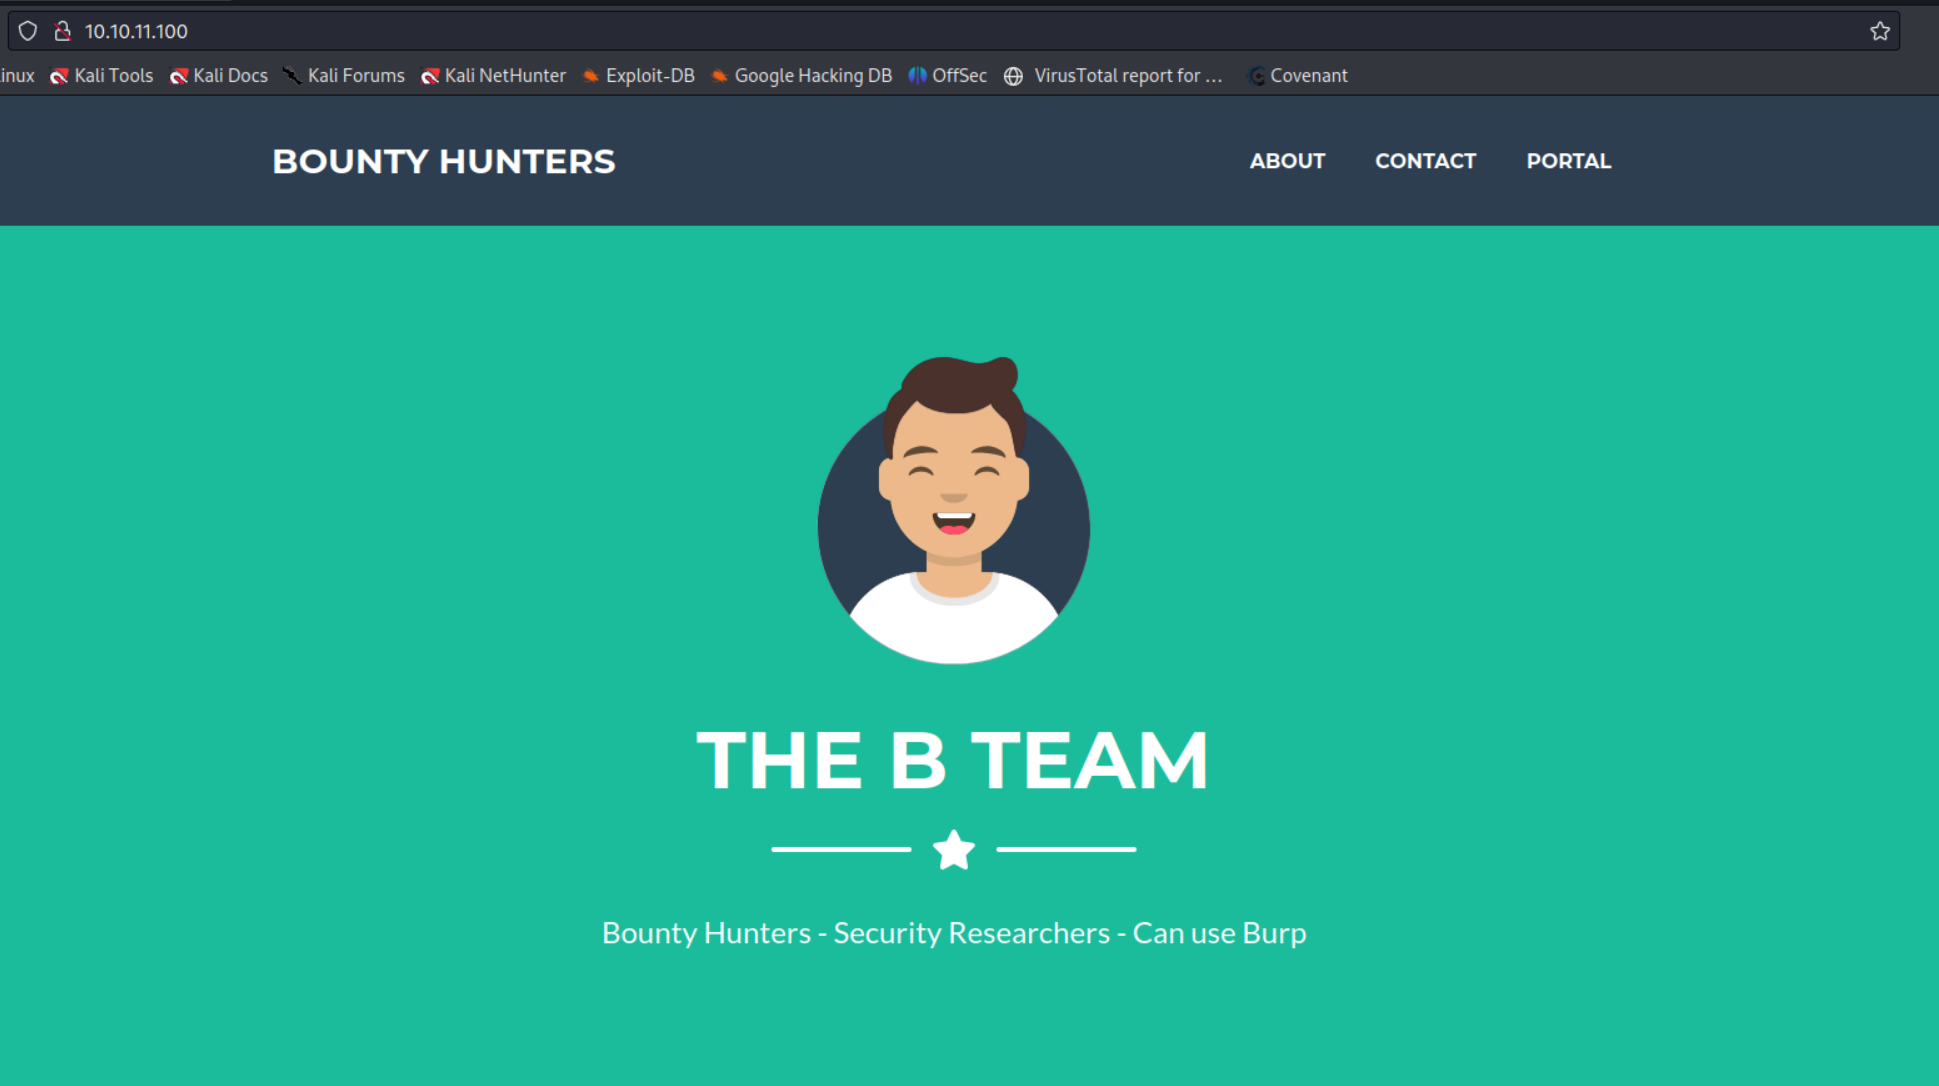 10.10.11.100
inux Kali Tools Kali Docs Kali Forums Kali NetHunter Exploit-DB Google Hacking DB OffSec VirusTotal report for ... Covenant
BOUNTY HUNTERS ABOUT CONTACT PORTAL
THE B TEAM
Bounty Hunters - Security Researchers - Can use Burp